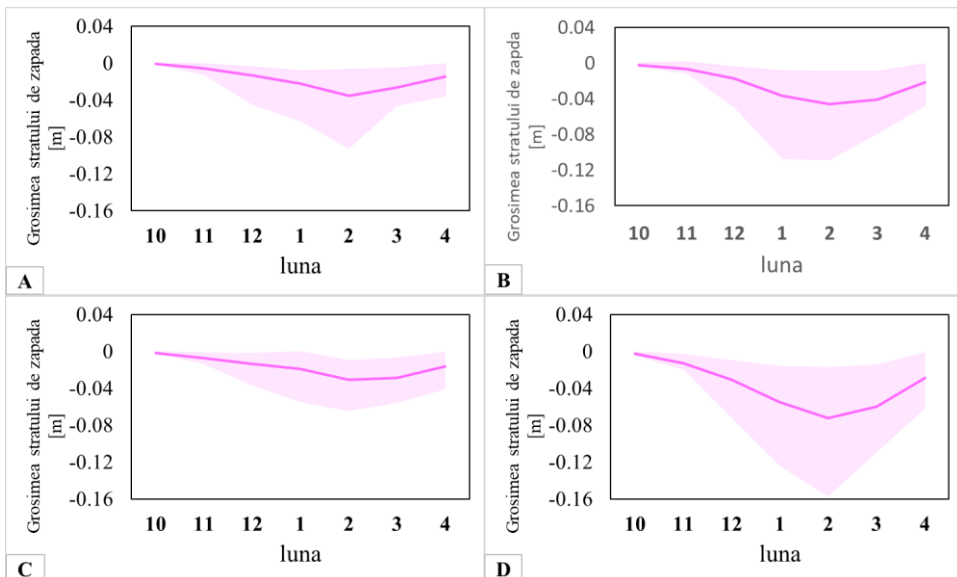 Grosimea stratului de zapada
[m]
0.04
0
-0.04
-0.08
-0.12
-0.16
10 11 12 1 2 3 4
luna
A
Grosimea stratului de zapda
[m]
0.04
0
-0.04
-0.08
-0.12
-0.16
10 11 12 1 2 3 4
luna
B
Grosimea stratului de zapada
[m]
0.04
0
-0.04
-0.08
-0.12
-0.16
10 11 12 1 2 3 4
luna
C
Grosimea stratului de zapada
[m]
0.04
0
-0.04
-0.08
-0.12
-0.16
10 11 12 1 2 3 4
luna
D